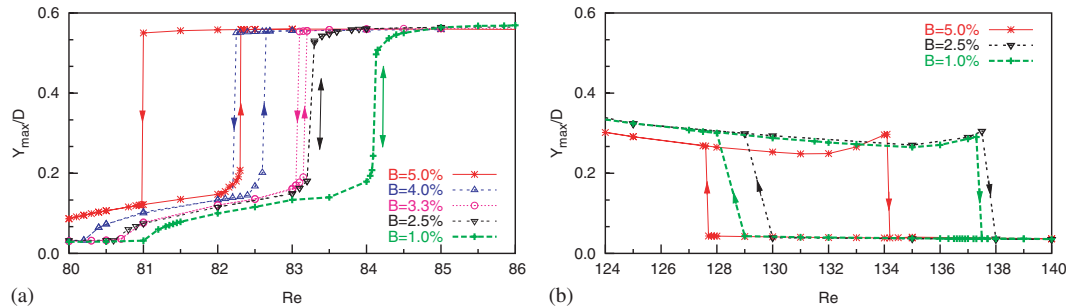 0.6
0.4
0.2
0.0
Y_max/D
80 81 82 83 84 85 86
Re
B=5.0%
B=4.0%
B=3.3%
B=2.5%
B=1.0%
(a)
0.6
0.4
0.2
0.0
Y_max/D
124 126 128 130 132 134 136 138 140
Re
B=5.0%
B=2.5%
B=1.0%
(b)